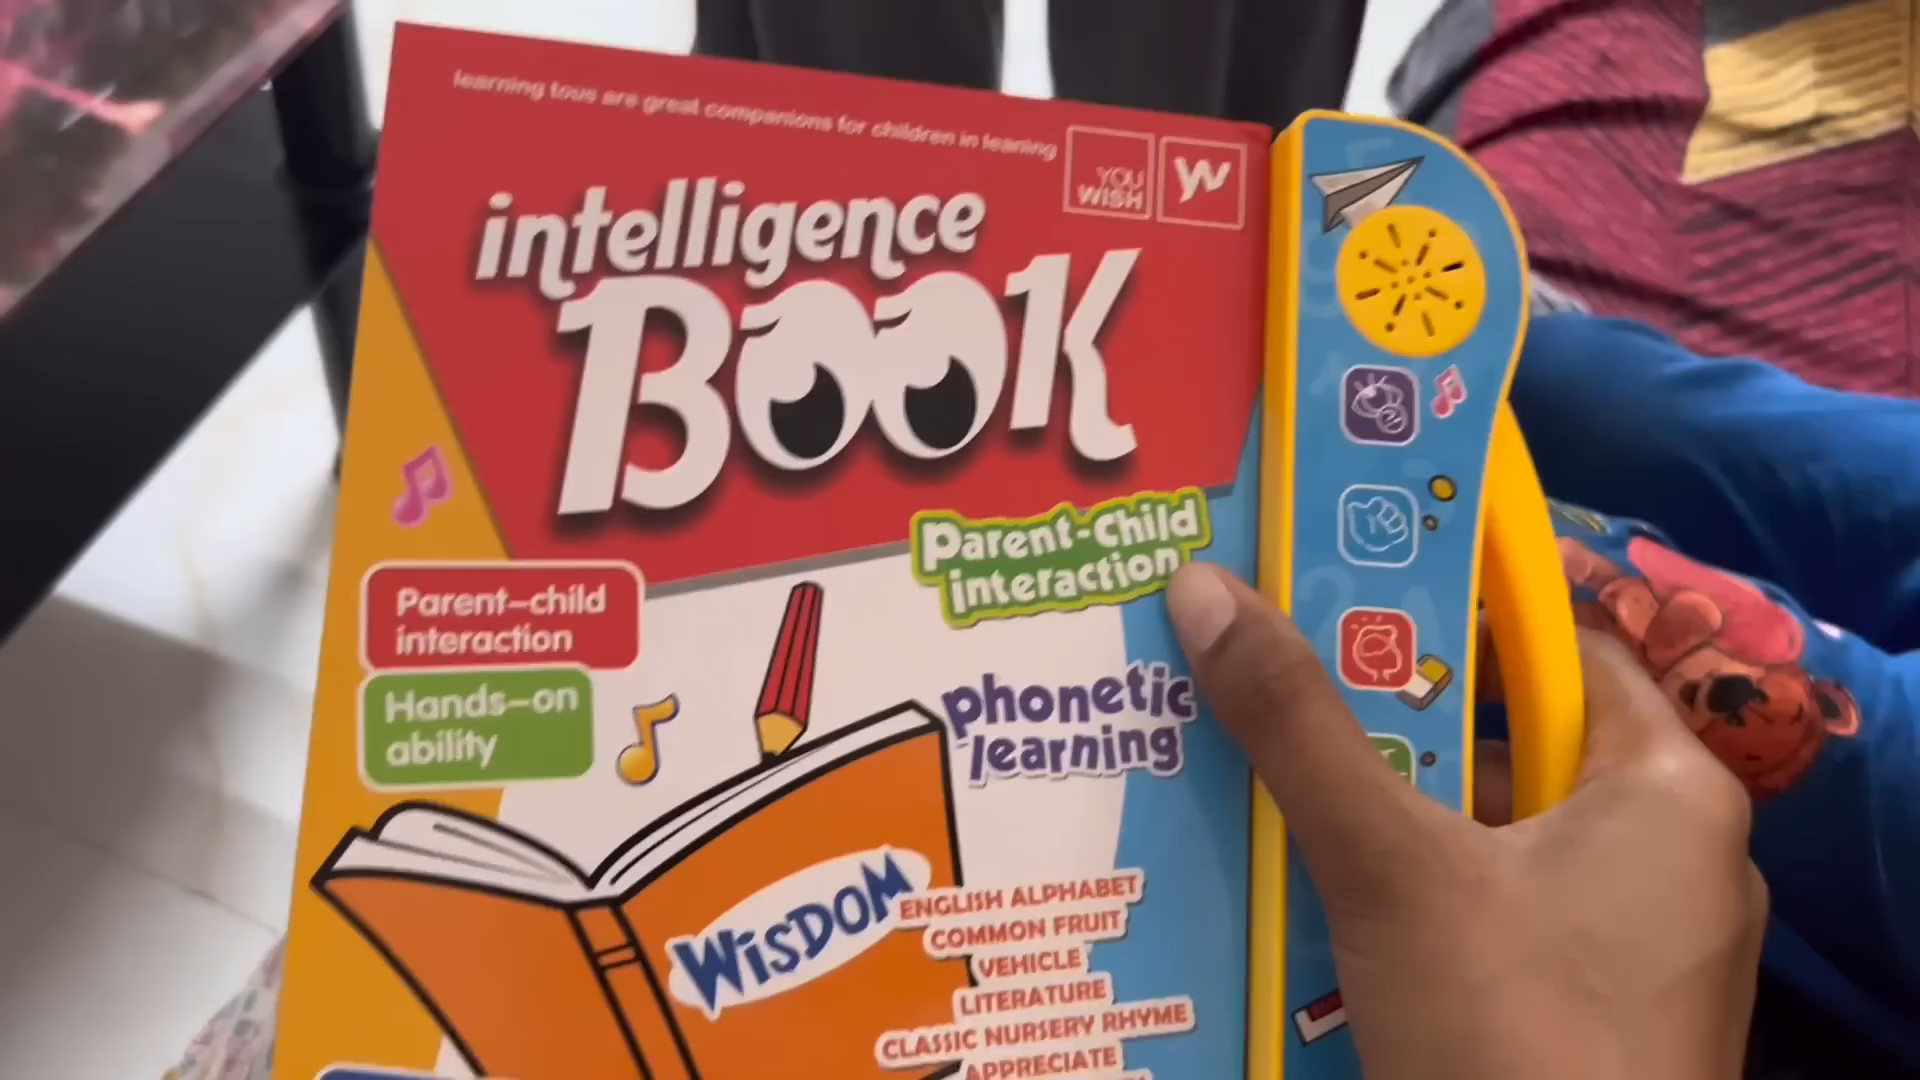 learning tous are great companions for children in leaning
YOU
WISH
intelligence
BOOK
Parent-Child
interaction
Parent-child
interaction
Hands-on
ability
phonetic
learning
WISDOM
ENGLISH ALPHABET
COMMON FRUIT
VEHICLE
LITERATURE
CLASSIC NURSERY RHYME
APPRECIATE